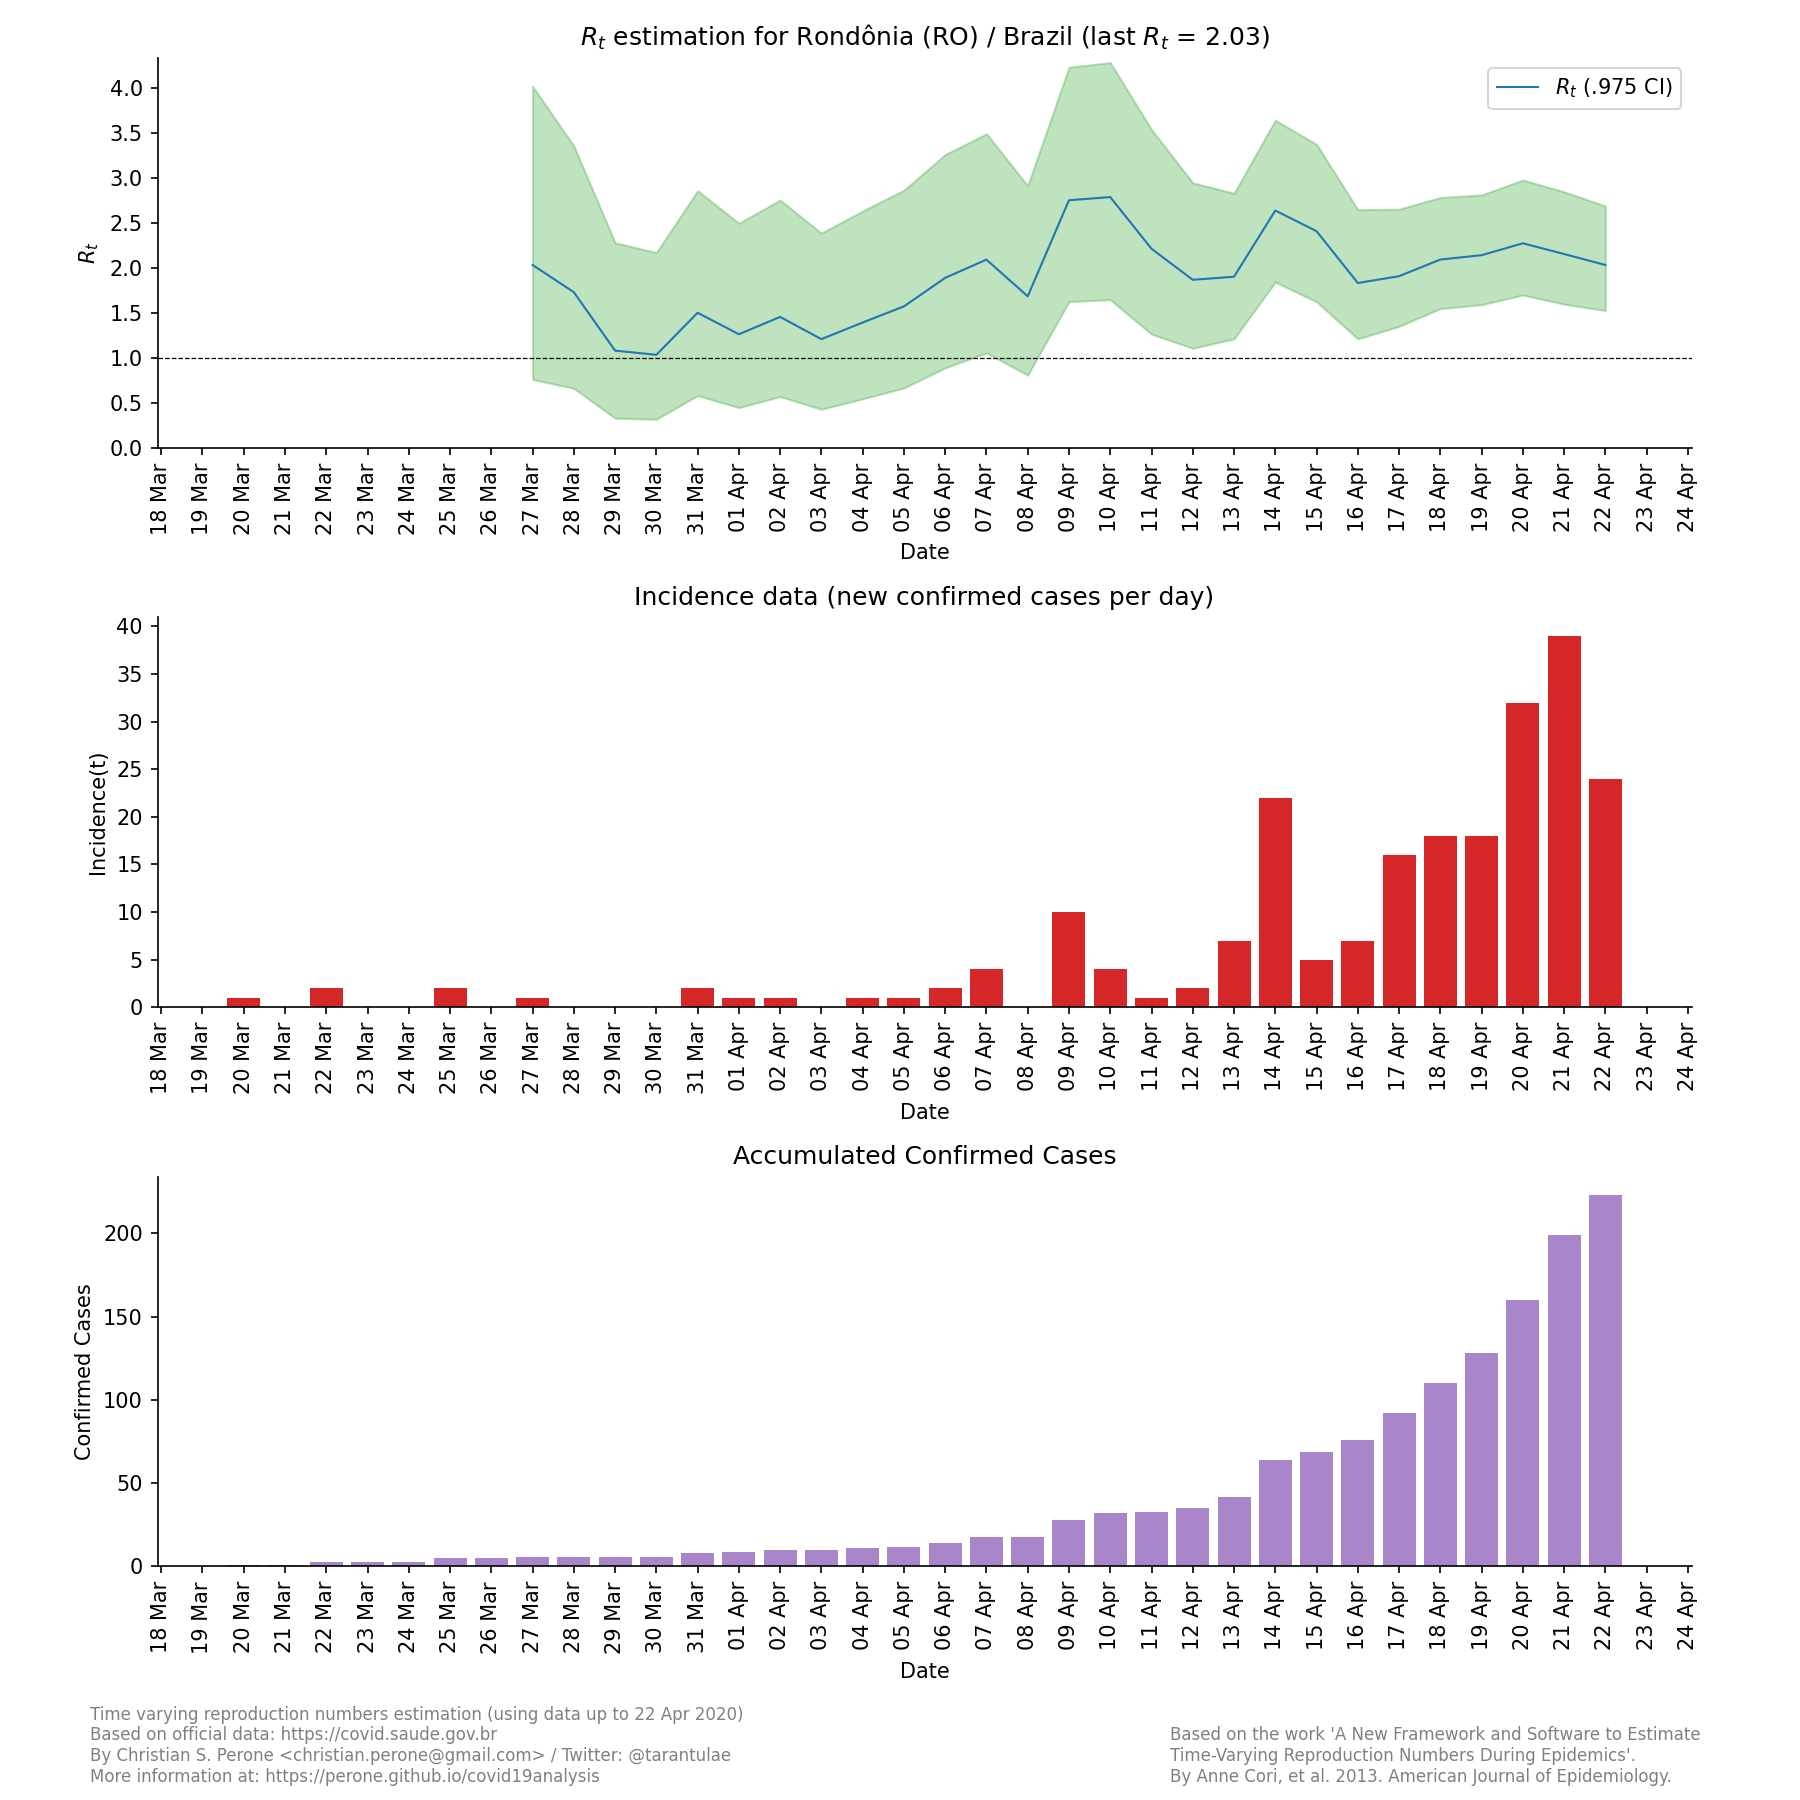 Rt estimation for Rondônia (RO) / Brazil (last Rt = 2.03)
Rt (.975 CI)
4.0
3.5
3.0
2.5
2.0
1.5
1.0
0.5
0.0
Rt
18 Mar 19 Mar 20 Mar 21 Mar 22 Mar 23 Mar 24 Mar 25 Mar 26 Mar 27 Mar 28 Mar 29 Mar 30 Mar 31 Mar 01 Apr 02 Apr 03 Apr 04 Apr 05 Apr 06 Apr 07 Apr 08 Apr 09 Apr 10 Apr 11 Apr 12 Apr 13 Apr 14 Apr 15 Apr 16 Apr 17 Apr 18 Apr 19 Apr 20 Apr 21 Apr 22 Apr 23 Apr 24 Apr
Date
Incidence data (new confirmed cases per day)
40
35
30
25
20
15
10
5
0
Incidence(t)
18 Mar 19 Mar 20 Mar 21 Mar 22 Mar 23 Mar 24 Mar 25 Mar 26 Mar 27 Mar 28 Mar 29 Mar 30 Mar 31 Mar 01 Apr 02 Apr 03 Apr 04 Apr 05 Apr 06 Apr 07 Apr 08 Apr 09 Apr 10 Apr 11 Apr 12 Apr 13 Apr 14 Apr 15 Apr 16 Apr 17 Apr 18 Apr 19 Apr 20 Apr 21 Apr 22 Apr 23 Apr 24 Apr
Date
Accumulated Confirmed Cases
200
150
100
50
0
Confirmed Cases
18 Mar 19 Mar 20 Mar 21 Mar 22 Mar 23 Mar 24 Mar 25 Mar 26 Mar 27 Mar 28 Mar 29 Mar 30 Mar 31 Mar 01 Apr 02 Apr 03 Apr 04 Apr 05 Apr 06 Apr 07 Apr 08 Apr 09 Apr 10 Apr 11 Apr 12 Apr 13 Apr 14 Apr 15 Apr 16 Apr 17 Apr 18 Apr 19 Apr 20 Apr 21 Apr 22 Apr 23 Apr 24 Apr
Date
Time varying reproduction numbers estimation (using data up to 22 Apr 2020)
Based on official data: https://covid.saude.gov.br
By Christian S. Perone <christian.perone@gmail.com> / Twitter: @tarantulae
More information at: https://perone.github.io/covid19analysis
Based on the work 'A New Framework and Software to Estimate
Time-Varying Reproduction Numbers During Epidemics'.
By Anne Cori, et al. 2013. American Journal of Epidemiology.